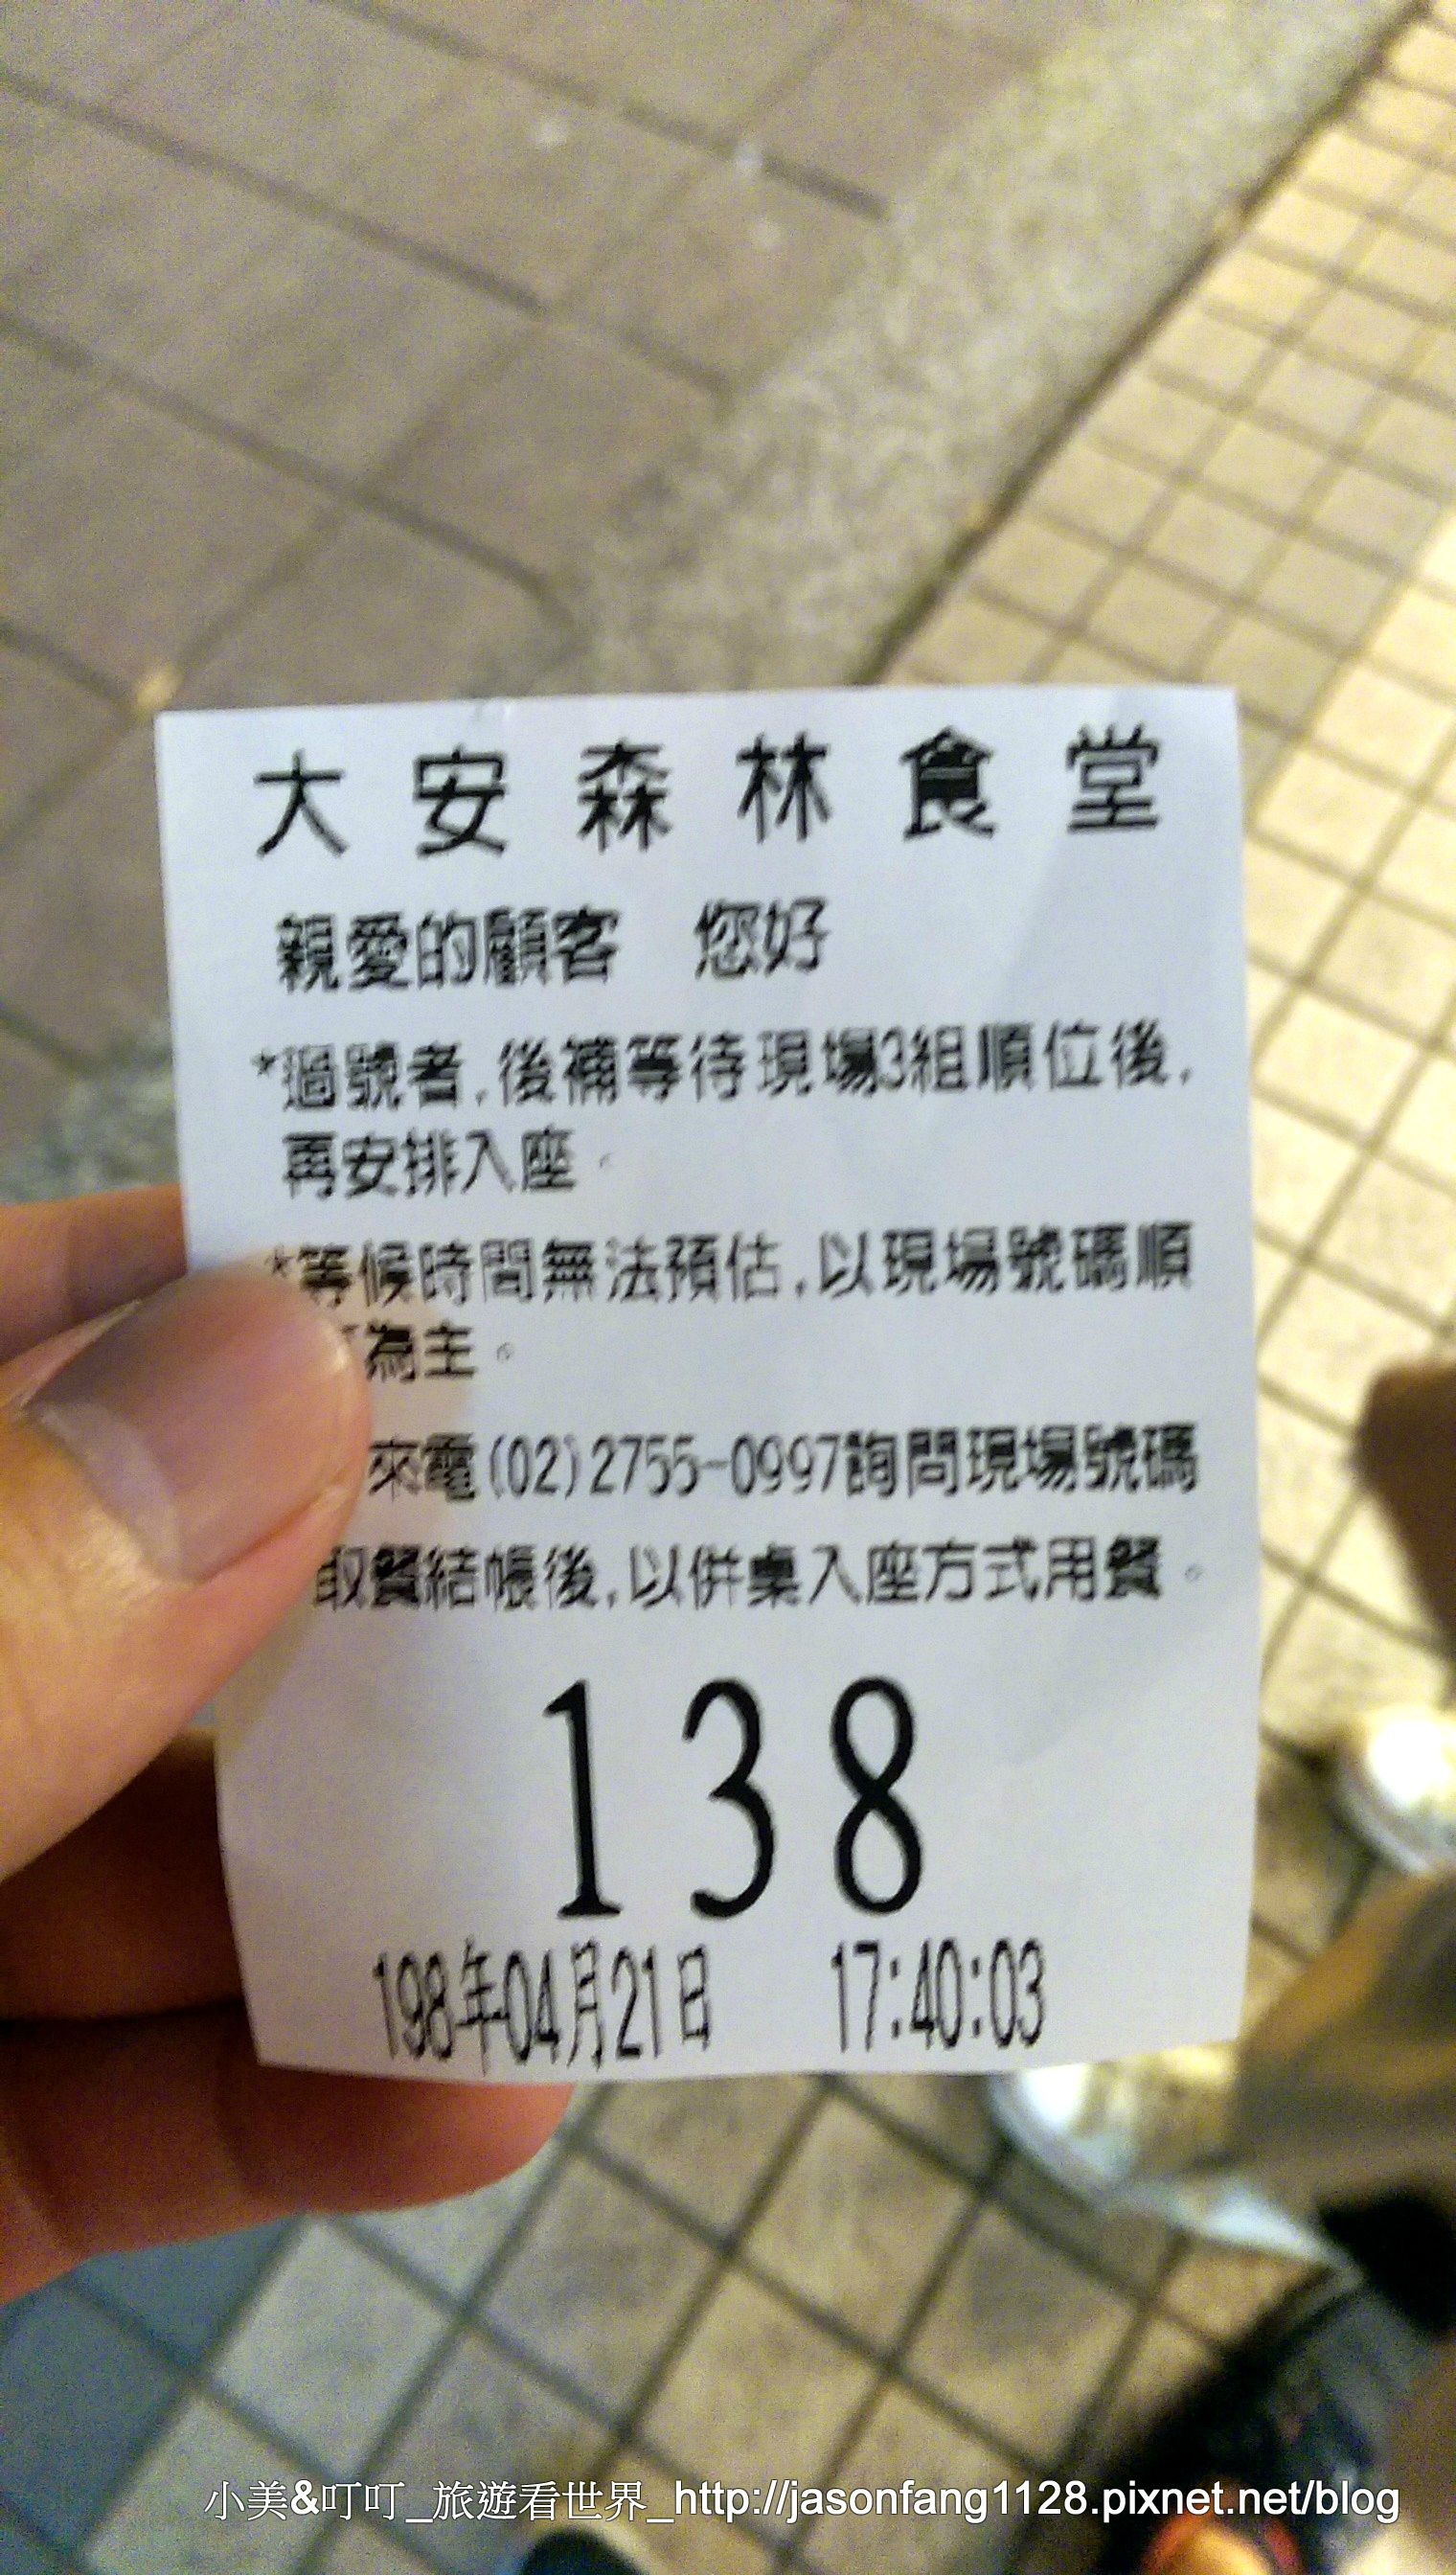 大安森林食堂
親愛的顧客 您好
*過號者,後補等待現場3組順位後,
再安排入座。
*等候時間無法預估,以現場號碼順
為主。
來電(02)2755-0997詢問現場號碼
取餐結帳後,以併桌入座方式用餐。
138
198年04月21日 17:40:03
小美&叮叮_旅遊看世界_http://jasonfang1128.pixnet.net/blog